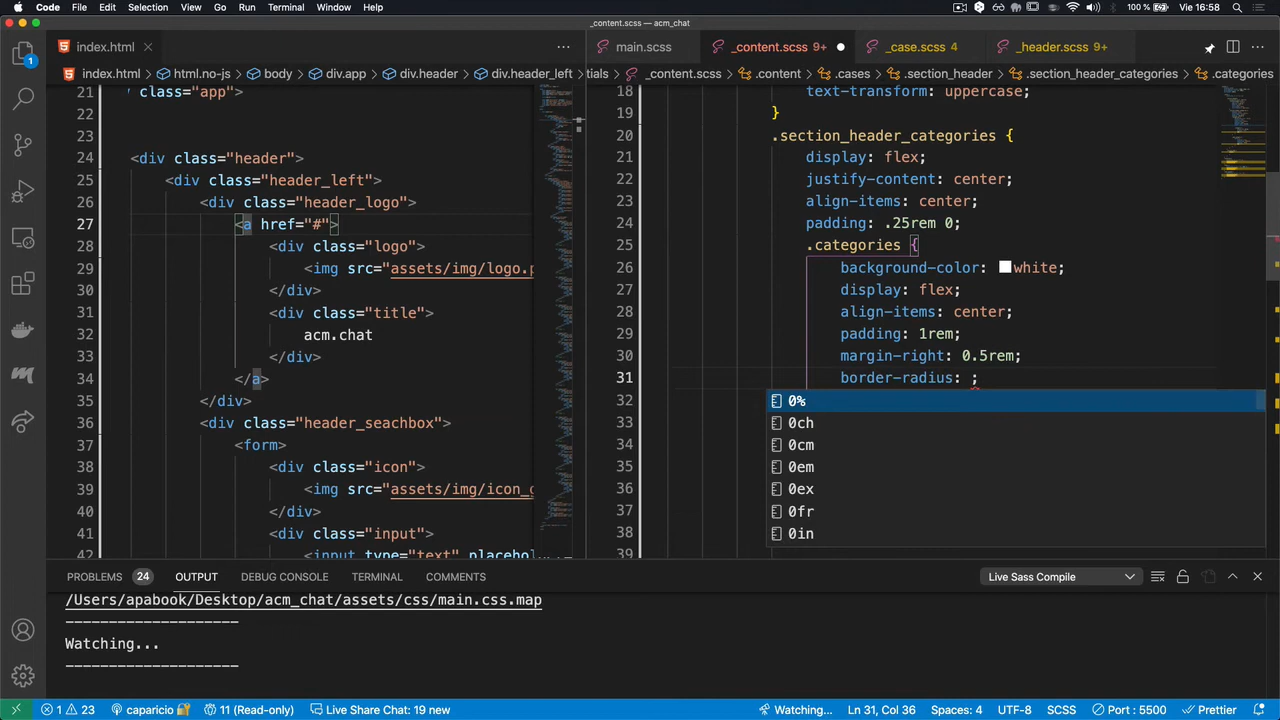 Code File Edit Selection View Go Run Terminal Window Help 100 % Vie 16:58
_content.scss — acm_chat
index.html main.scss _content.scss 9+ _case.scss 4 _header.scss 9+
index.html html.no-js body div.app div.header div.header_left tials _content.scss .content .cases .section_header .section_header_categories .categories
21 class="app">
22
23
24 <div class="header">
25 <div class="header_left">
26 <div class="header_logo">
27 <a href="#">
28 <div class="logo">
29 <img src="assets/img/logo.p
30 </div>
31 <div class="title">
32 acm.chat
33 </div>
34 </a>
35 </div>
36 <div class="header_seachbox">
37 <form>
38 <div class="icon">
39 <img src="assets/img/icon_
40 </div>
41 <div class="input">
42 <input type="text" placeho
18 text-transform: uppercase;
19 }
20 .section_header_categories {
21 display: flex;
22 justify-content: center;
23 align-items: center;
24 padding: .25rem 0;
25 .categories {
26 background-color: white;
27 display: flex;
28 align-items: center;
29 padding: 1rem;
30 margin-right: 0.5rem;
31 border-radius: ;
32 0%
33 0ch
34 0cm
35 0em
36 0ex
37 0fr
38 0in
39
PROBLEMS 24 OUTPUT DEBUG CONSOLE TERMINAL COMMENTS Live Sass Compile
/Users/apabook/Desktop/acm_chat/assets/css/main.css.map
--------------------
Watching...
--------------------
1 23 caparicio 11 (Read-only) Live Share Chat: 19 new Watching... Ln 31, Col 36 Spaces: 4 UTF-8 SCSS Port : 5500 Prettier